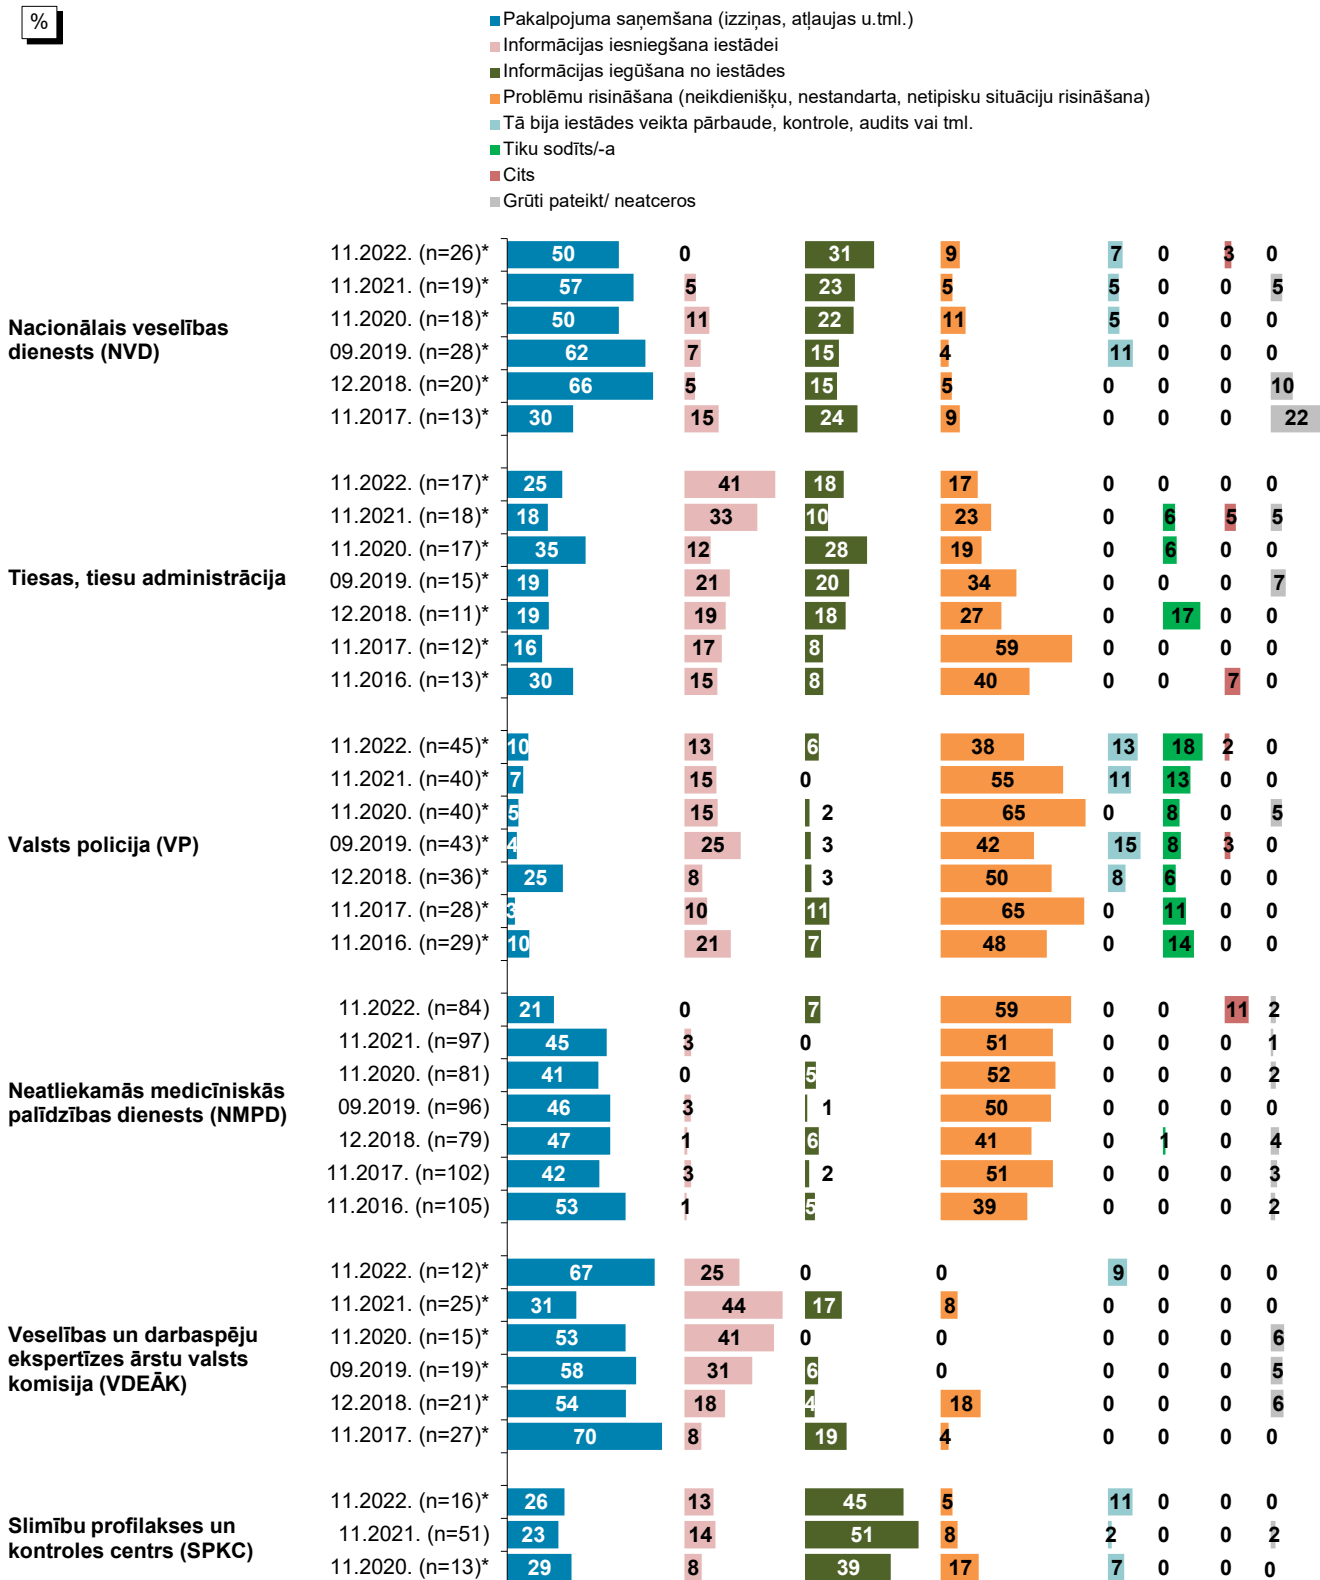 %
Pakalpojuma saņemšana (izziņas, atļaujas u.tml.)
Informācijas iesniegšana iestādei
Informācijas iegūšana no iestādes
Problēmu risināšana (neikdienišķu, nestandarta, netipisku situāciju risināšana)
Tā bija iestādes veikta pārbaude, kontrole, audits vai tml.
Tiku sodīts/-a
Cits
Grūti pateikt/ neatceros
Nacionālais veselības
dienests (NVD)
11.2022. (n=26)* 50 0 31 9 7 0 3 0
11.2021. (n=19)* 57 5 23 5 5 0 0 5
11.2020. (n=18)* 50 11 22 11 5 0 0 0
09.2019. (n=28)* 62 7 15 4 11 0 0 0
12.2018. (n=20)* 66 5 15 5 0 0 0 10
11.2017. (n=13)* 30 15 24 9 0 0 0 22
Tiesas, tiesu administrācija
11.2022. (n=17)* 25 41 18 17 0 0 0 0
11.2021. (n=18)* 18 33 10 23 0 6 5 5
11.2020. (n=17)* 35 12 28 19 0 6 0 0
09.2019. (n=15)* 19 21 20 34 0 0 0 7
12.2018. (n=11)* 19 19 18 27 0 17 0 0
11.2017. (n=12)* 16 17 8 59 0 0 0 0
11.2016. (n=13)* 30 15 8 40 0 0 7 0
Valsts policija (VP)
11.2022. (n=45)* 10 13 6 38 13 18 2 0
11.2021. (n=40)* 7 15 0 55 11 13 0 0
11.2020. (n=40)* 5 15 2 65 0 8 0 5
09.2019. (n=43)* 4 25 3 42 15 8 3 0
12.2018. (n=36)* 25 8 3 50 8 6 0 0
11.2017. (n=28)* 3 10 11 65 0 11 0 0
11.2016. (n=29)* 10 21 7 48 0 14 0 0
Neatliekamās medicīniskās
palīdzības dienests (NMPD)
11.2022. (n=84) 21 0 7 59 0 0 11 2
11.2021. (n=97) 45 3 0 51 0 0 0 1
11.2020. (n=81) 41 0 5 52 0 0 0 2
09.2019. (n=96) 46 3 1 50 0 0 0 0
12.2018. (n=79) 47 1 6 41 0 1 0 4
11.2017. (n=102) 42 3 2 51 0 0 0 3
11.2016. (n=105) 53 1 5 39 0 0 0 2
Veselības un darbaspēju
ekspertīzes ārstu valsts
komisija (VDEĀK)
11.2022. (n=12)* 67 25 0 0 9 0 0 0
11.2021. (n=25)* 31 44 17 8 0 0 0 0
11.2020. (n=15)* 53 41 0 0 0 0 0 6
09.2019. (n=19)* 58 31 6 0 0 0 0 5
12.2018. (n=21)* 54 18 4 18 0 0 0 6
11.2017. (n=27)* 70 8 19 4 0 0 0 0
Slimību profilakses un
kontroles centrs (SPKC)
11.2022. (n=16)* 26 13 45 5 11 0 0 0
11.2021. (n=51) 23 14 51 8 2 0 0 2
11.2020. (n=13)* 29 8 39 17 7 0 0 0